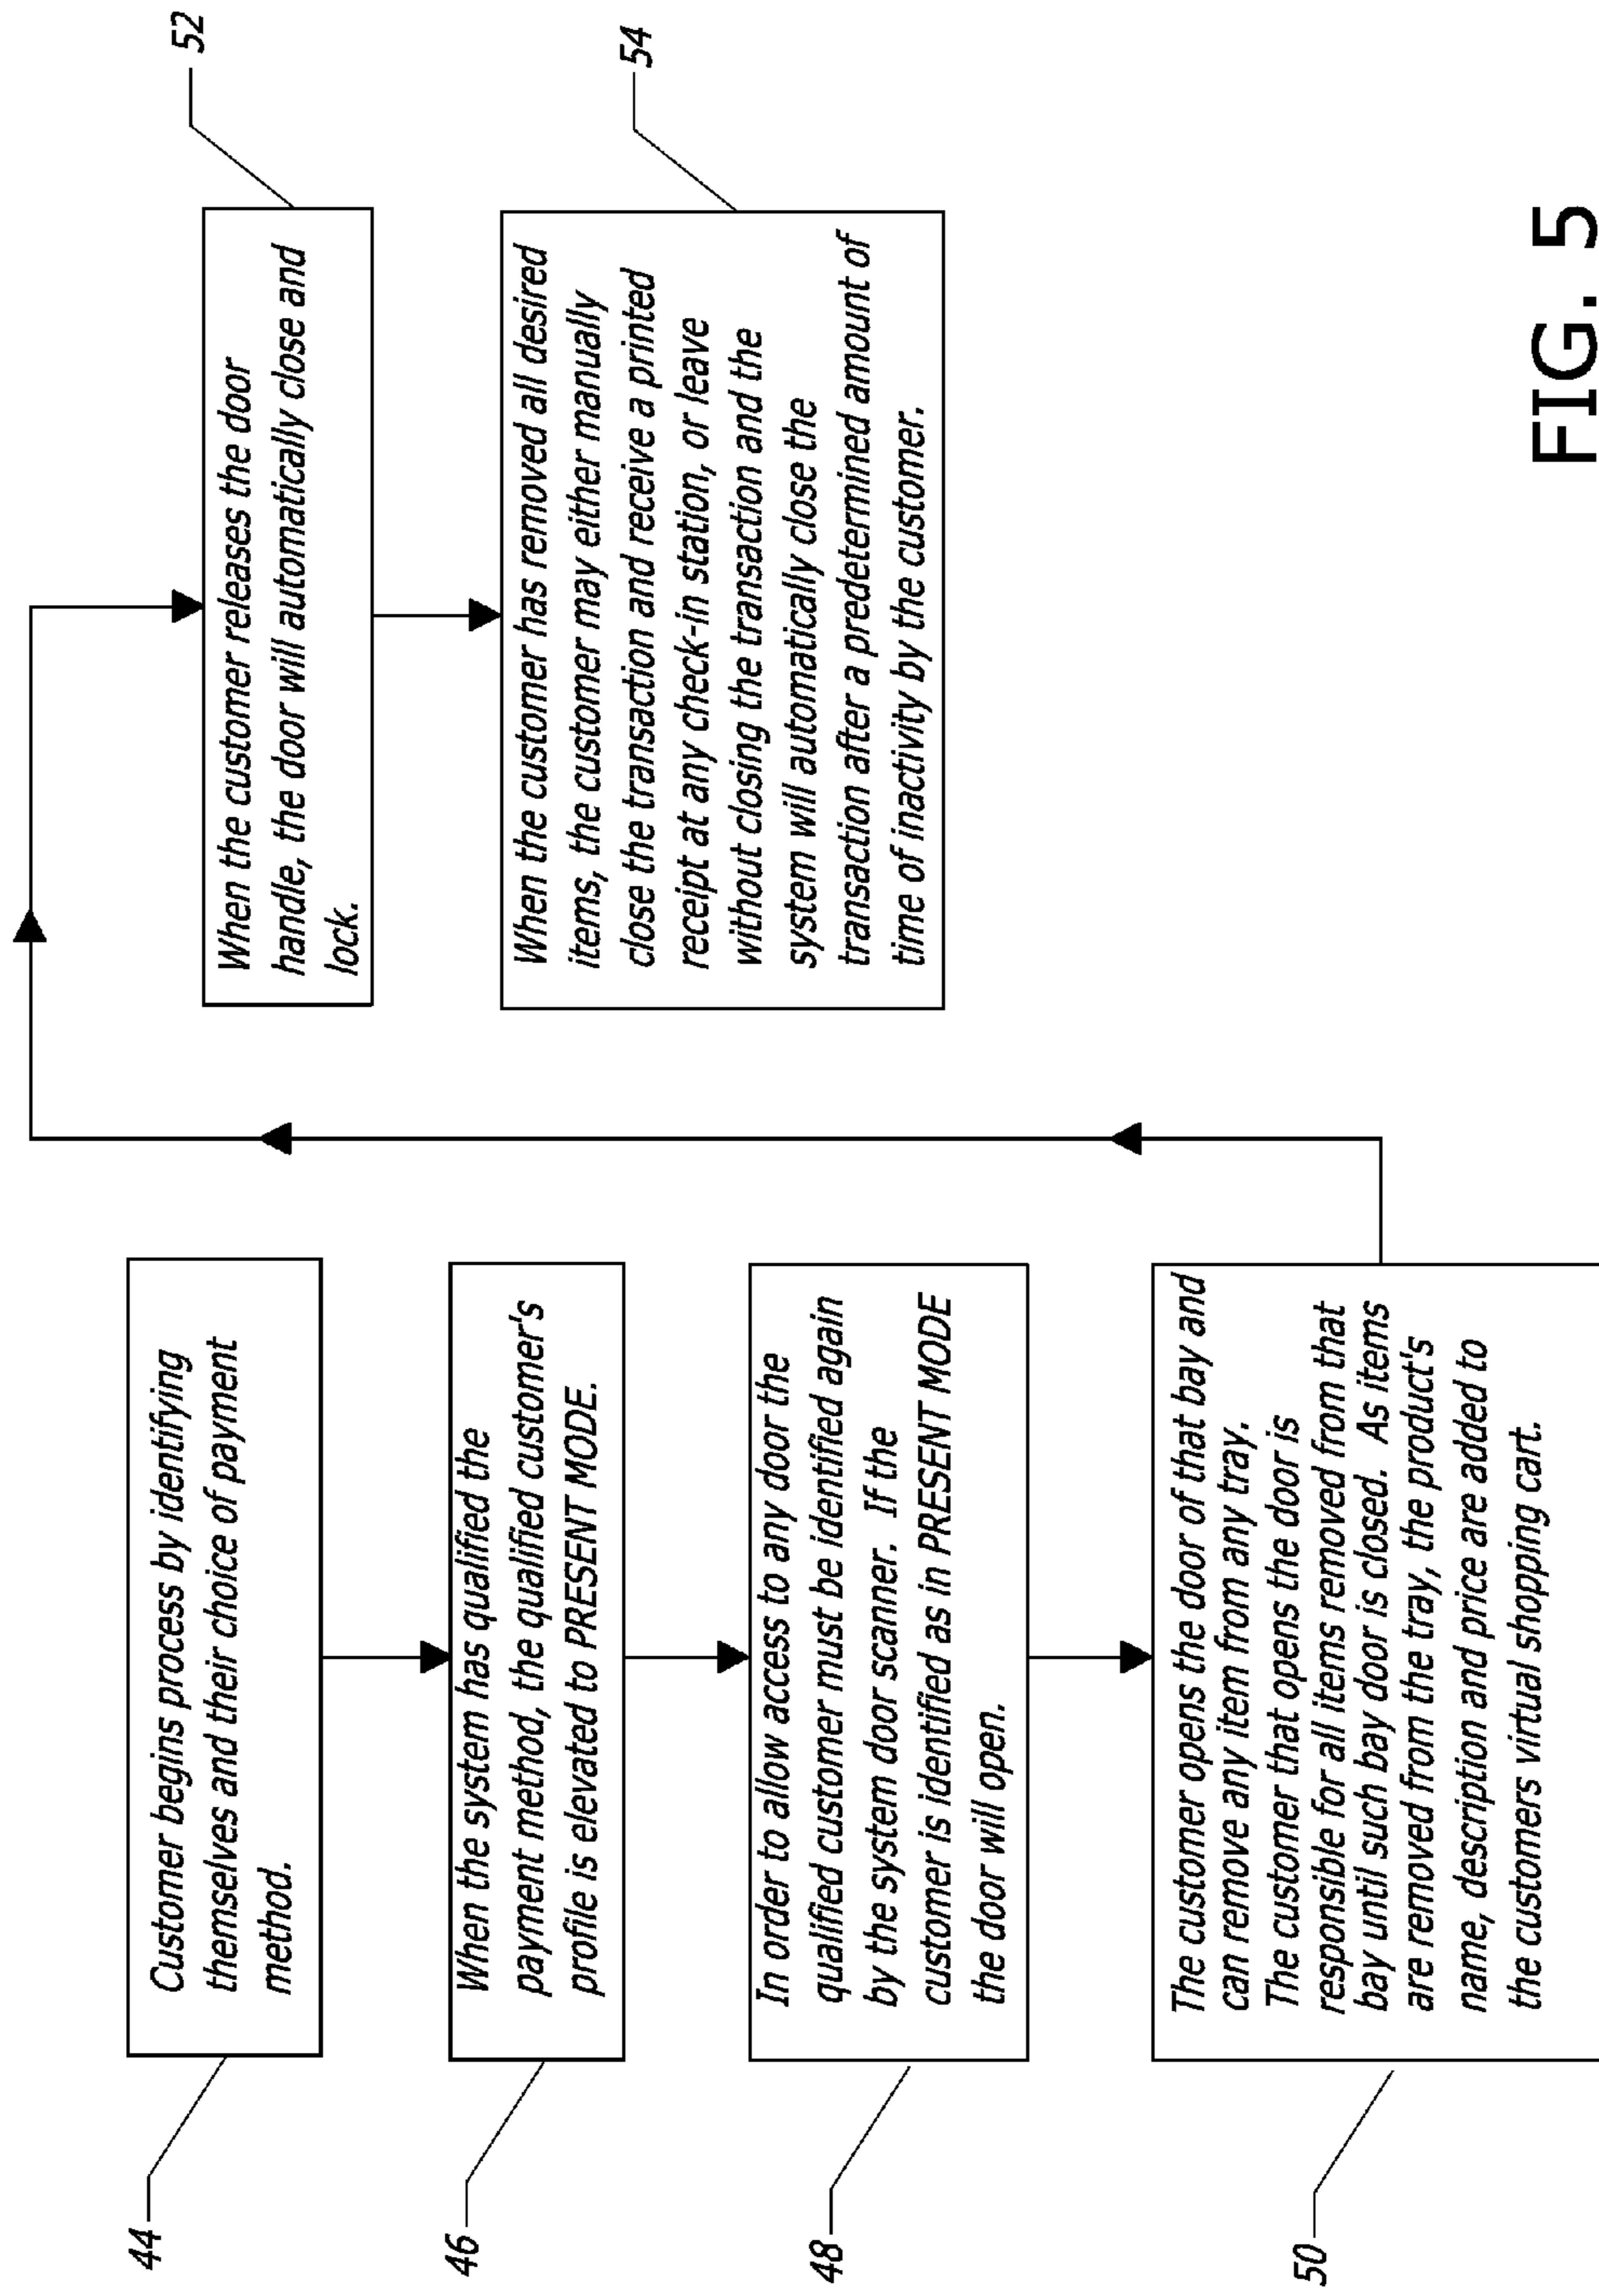 44
Customer begins process by identifying
themselves and their choice of payment
method.
46
When the system has qualified the
payment method, the qualified customer's
profile is elevated to PRESENT MODE.
48
In order to allow access to any door the
qualified customer must be identified again
by the system door scanner. If the
customer is identified as in PRESENT MODE
the door will open.
50
The customer opens the door of that bay and
can remove any item from any tray.
The customer that opens the door is
responsible for all items removed from that
bay until such bay door is closed. As items
are removed from the tray, the product's
name, description and price are added to
the customers virtual shopping cart.
52
When the customer releases the door
handle, the door will automatically close and
lock.
54
When the customer has removed all desired
items, the customer may either manually
close the transaction and receive a printed
receipt at any check-in station, or leave
without closing the transaction and the
system will automatically close the
transaction after a predetermined amount of
time of inactivity by the customer.
FIG. 5